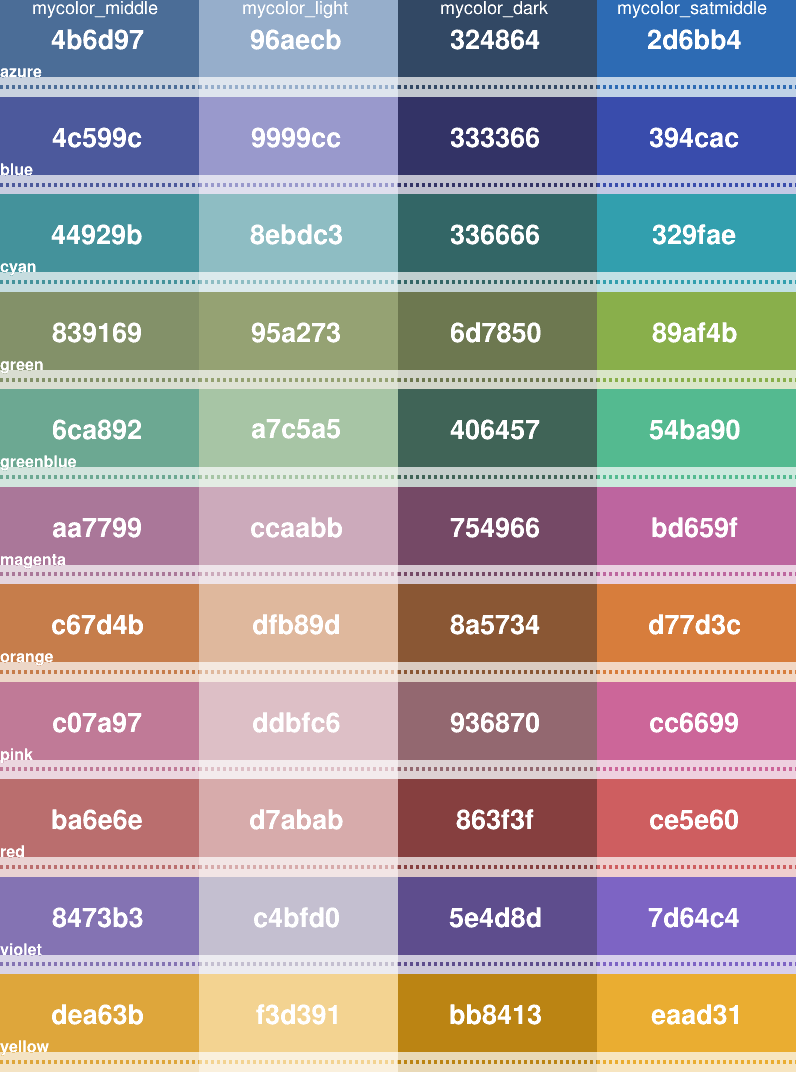 mycolor_middle mycolor_light mycolor_dark mycolor_satmiddle
4b6d97 96aecb 324864 2d6bb4
azure
4c599c 9999cc 333366 394cac
blue
44929b 8ebdc3 336666 329fae
cyan
839169 95a273 6d7850 89af4b
green
6ca892 a7c5a5 406457 54ba90
greenblue
aa7799 ccaabb 754966 bd659f
magenta
c67d4b dfb89d 8a5734 d77d3c
orange
c07a97 ddbfc6 936870 cc6699
pink
ba6e6e d7abab 863f3f ce5e60
red
8473b3 c4bfd0 5e4d8d 7d64c4
violet
dea63b f3d391 bb8413 eaad31
yellow